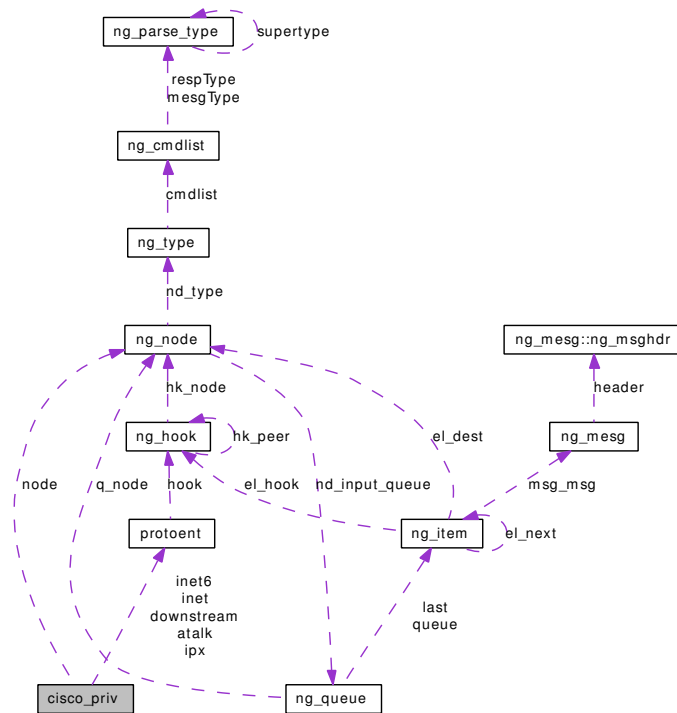 ng_parse_type
supertype
respType
mesgType
ng_cmdlist
cmdlist
ng_type
nd_type
ng_node
ng_mesg::ng_msghdr
hk_node
header
ng_hook
hk_peer
el_dest
ng_mesg
node
q_node
hook
el_hook
nd_input_queue
msg_msg
protoent
ng_item
el_next
inet6
inet
downstream
atalk
ipx
last
queue
cisco_priv
ng_queue